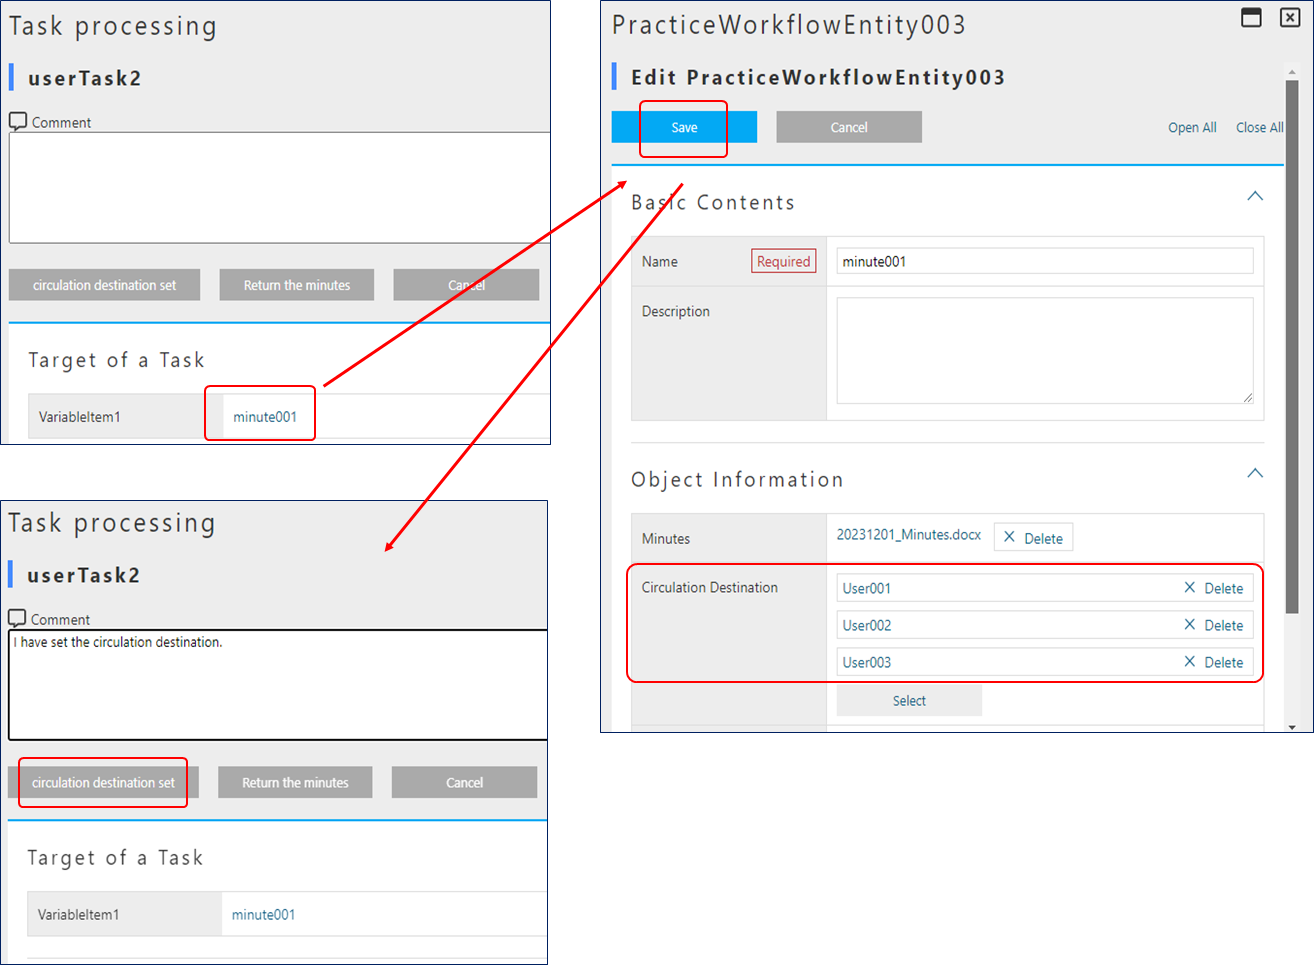 Task processing
userTask2
Comment
circulation destination set
Return the minutes
Cancel
Target of a Task
VariableItem1
minute001
PracticeWorkflowEntity003
Edit PracticeWorkflowEntity003
Save
Cancel
Open All
Close All
Basic Contents
Name
Required
minute001
Description
Object Information
Minutes
20231201_Minutes.docx
Delete
Circulation Destination
User001
Delete
User002
Delete
User003
Delete
Select
Task processing
userTask2
Comment
I have set the circulation destination.
circulation destination set
Return the minutes
Cancel
Target of a Task
VariableItem1
minute001